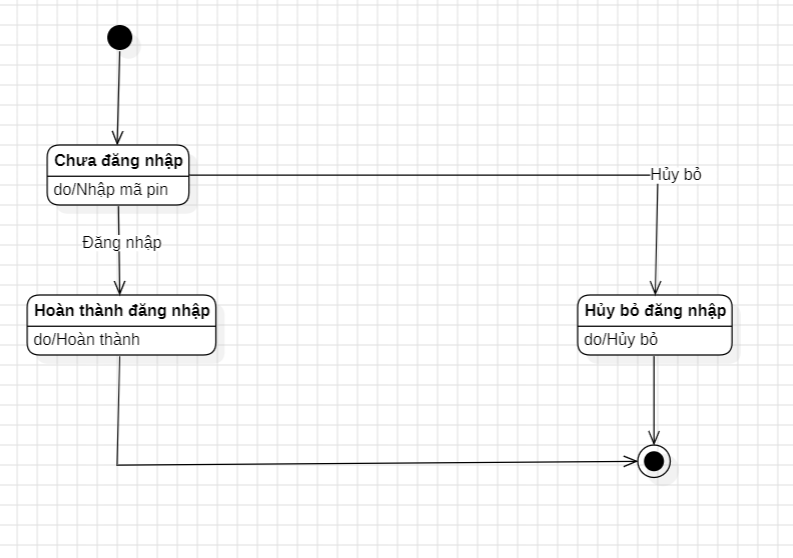 Chưa đăng nhập
do/Nhập mã pin
Hủy bỏ
Đăng nhập
Hoàn thành đăng nhập
do/Hoàn thành
Hủy bỏ đăng nhập
do/Hủy bỏ